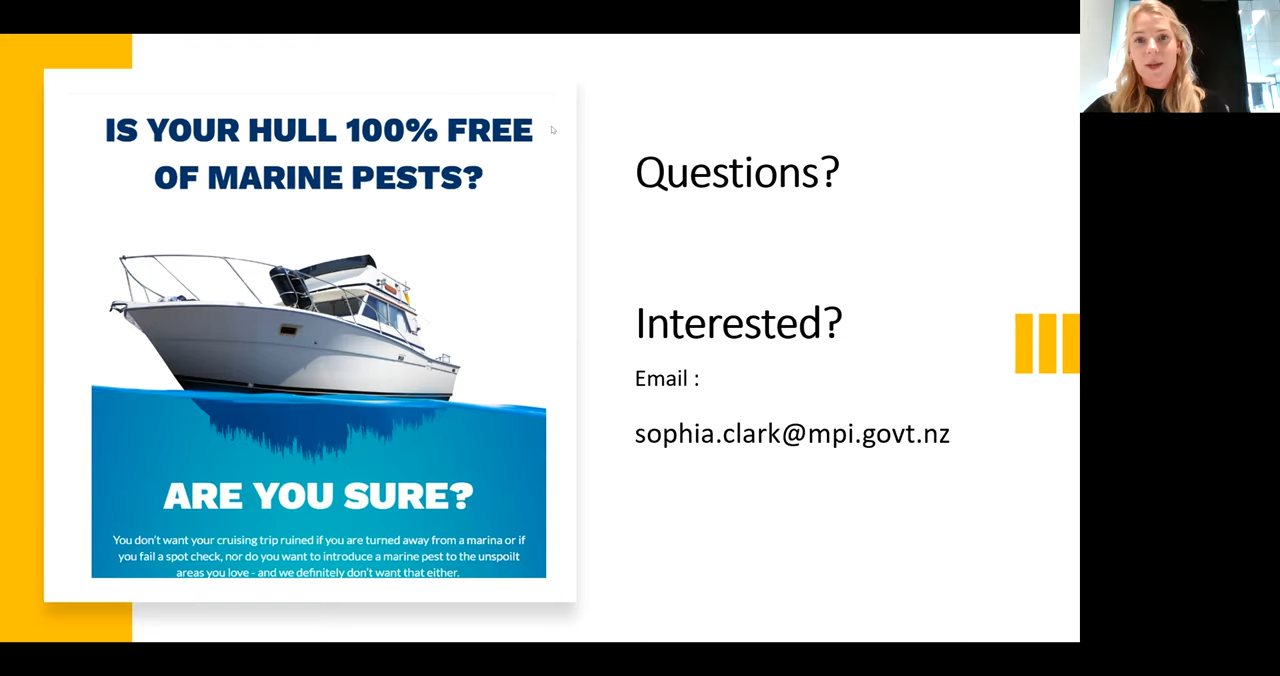 IS YOUR HULL 100% FREE
OF MARINE PESTS?
ARE YOU SURE?
You don't want your cruising trip ruined if you are turned away from a marina or if
you fail a spot check, nor do you want to introduce a marine pest to the unspoilt
areas you love - and we definitely don't want that either.
Questions?
Interested?
Email :
sophia.clark@mpi.govt.nz